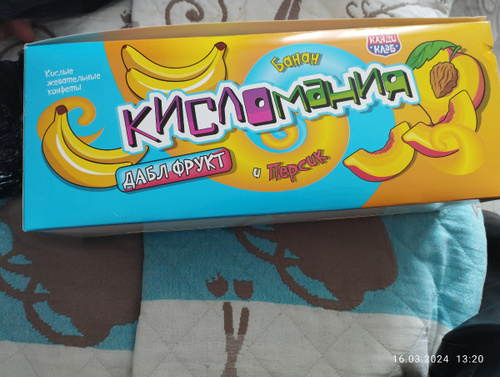 Кислые
жевательные
конфеты
Банан
КАНДИ
КЛАБ
КИСЛОМАНИЯ
ДАБЛ ФРУКТ
и Персик
16.03.2024 13:20